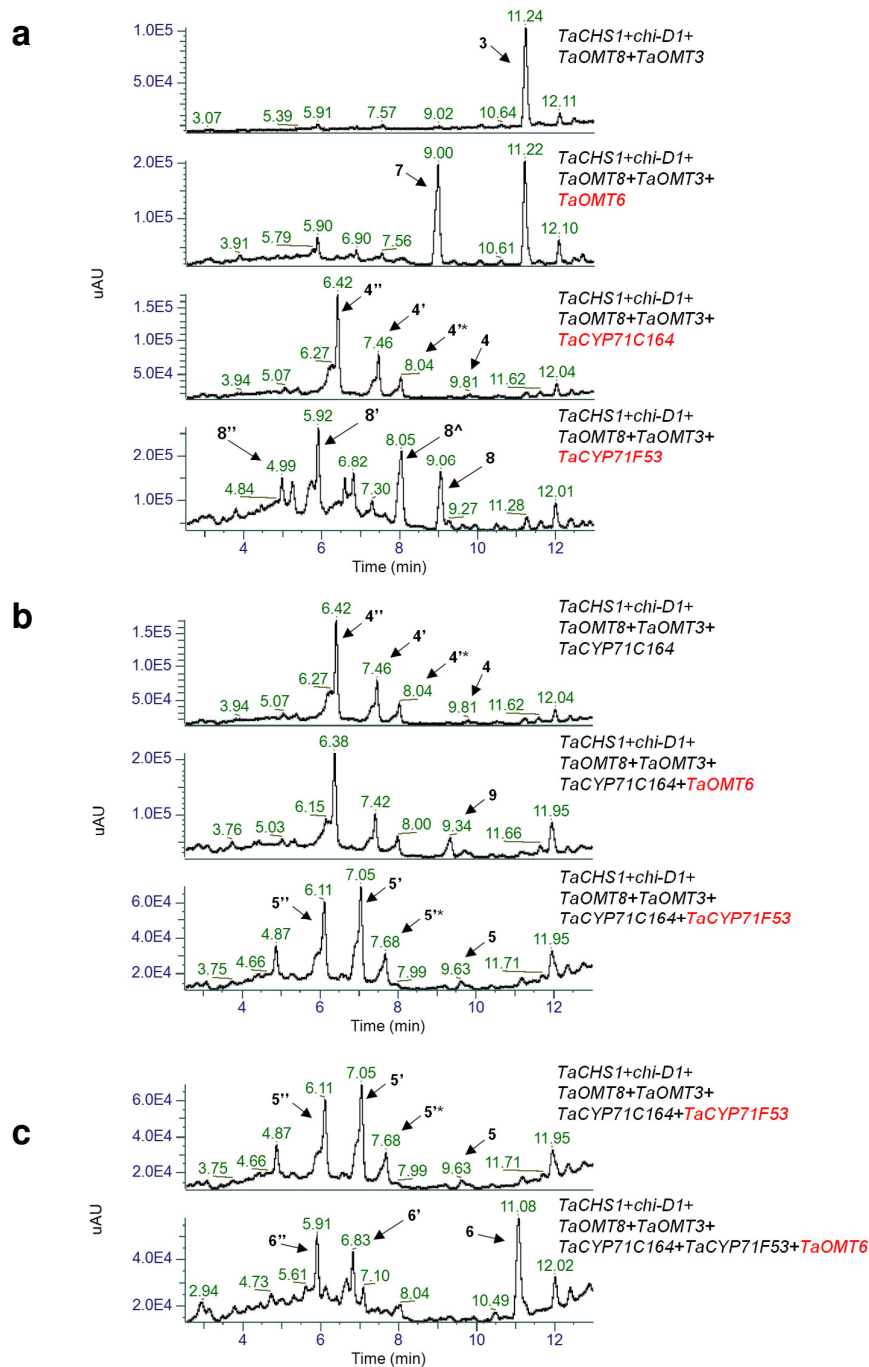 a
1.0E5
5.0E4
3.07
5.39
5.91
7.57
9.02
10.64
11.24
12.11
3
TaCHS1+chi-D1+
TaOMT8+TaOMT3
2.0E5
1.0E5
3.91
5.79
5.90
6.90
7.56
9.00
10.61
11.22
12.10
7
TaCHS1+chi-D1+
TaOMT8+TaOMT3+
TaOMT6
uAU
1.5E5
1.0E5
5.0E4
3.94
5.07
6.27
6.42
7.46
8.04
9.81
11.62
12.04
4’’
4’
4’*
4
TaCHS1+chi-D1+
TaOMT8+TaOMT3+
TaCYP71C164
2.0E5
1.0E5
4.84
4.99
5.92
6.82
7.30
8.05
9.06
9.27
11.28
12.01
8’’
8’
8^
8
TaCHS1+chi-D1+
TaOMT8+TaOMT3+
TaCYP71F53
4 6 8 10 12
Time (min)
b
1.5E5
1.0E5
5.0E4
3.94
5.07
6.27
6.42
7.46
8.04
9.81
11.62
12.04
4’’
4’
4’*
4
TaCHS1+chi-D1+
TaOMT8+TaOMT3+
TaCYP71C164
uAU
2.0E5
1.0E5
3.76
5.03
6.15
6.38
7.42
8.00
9.34
11.66
11.95
9
TaCHS1+chi-D1+
TaOMT8+TaOMT3+
TaCYP71C164+TaOMT6
6.0E4
4.0E4
2.0E4
3.75
4.66
4.87
6.11
7.05
7.68
7.99
9.63
11.71
11.95
5’’
5’
5’*
5
TaCHS1+chi-D1+
TaOMT8+TaOMT3+
TaCYP71C164+TaCYP71F53
4 6 8 10 12
Time (min)
c
6.0E4
4.0E4
2.0E4
3.75
4.66
4.87
6.11
7.05
7.68
7.99
9.63
11.71
11.95
5’’
5’
5’*
5
TaCHS1+chi-D1+
TaOMT8+TaOMT3+
TaCYP71C164+TaCYP71F53
uAU
4.0E4
2.0E4
2.94
4.73
5.61
5.91
6.83
7.10
8.04
10.49
11.08
12.02
6’’
6’
6
TaCHS1+chi-D1+
TaOMT8+TaOMT3+
TaCYP71C164+TaCYP71F53+TaOMT6
4 6 8 10 12
Time (min)